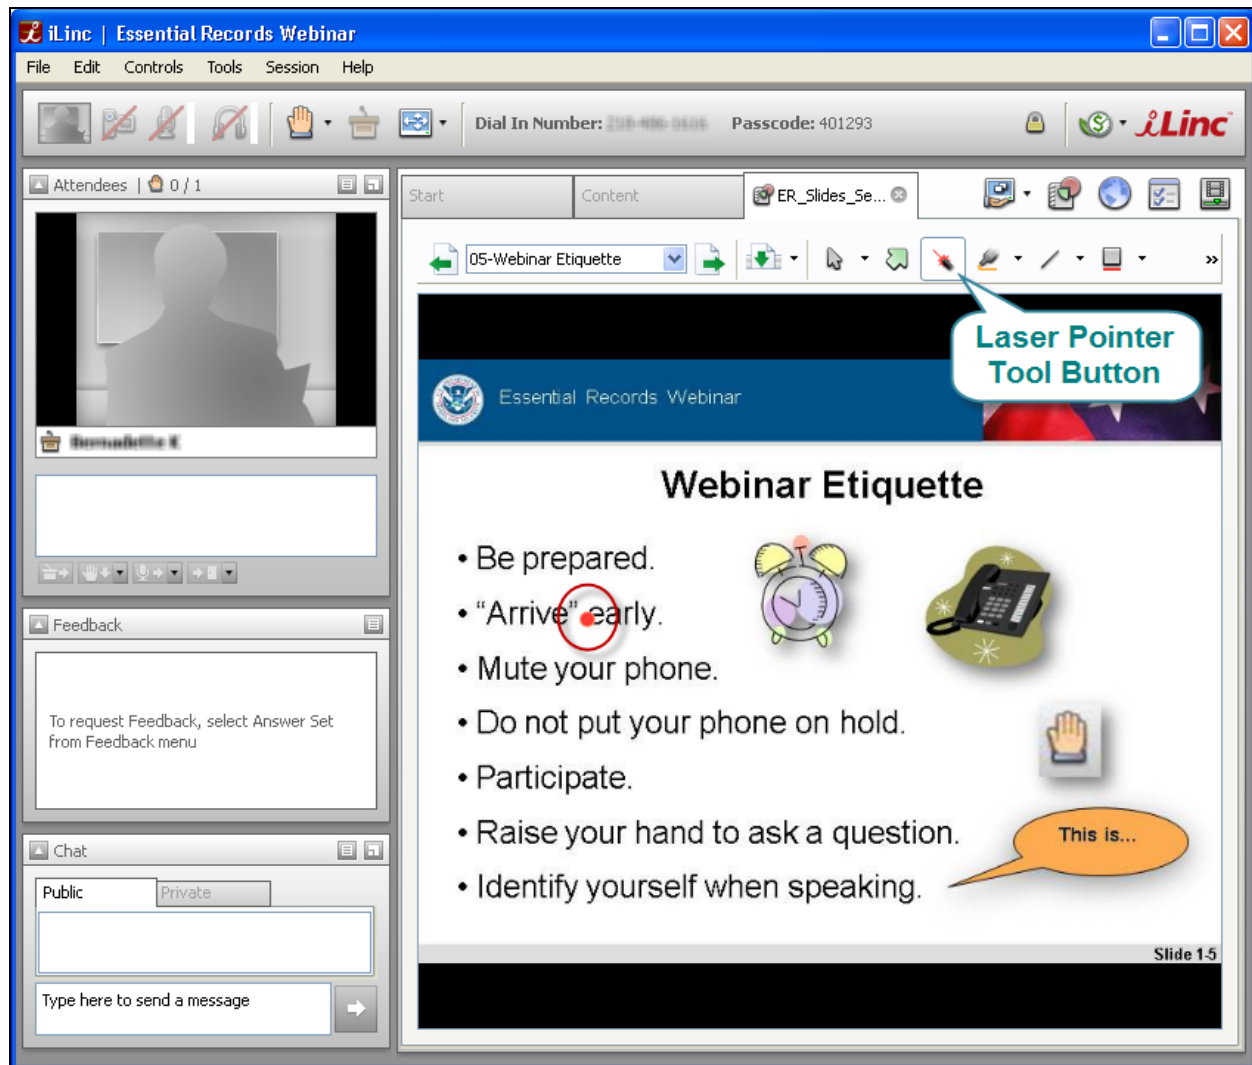 iLinc | Essential Records Webinar
File Edit Controls Tools Session Help
Dial In Number: Passcode: 401293
iLinc
Attendees | 0 / 1
Start Content ER_Slides_Se...
05-Webinar Etiquette
»
Laser Pointer
Tool Button
Essential Records Webinar
Webinar Etiquette
• Be prepared.
• “Arrive” early.
• Mute your phone.
• Do not put your phone on hold.
• Participate.
• Raise your hand to ask a question.
This is...
• Identify yourself when speaking.
Slide 1-5
Feedback
To request Feedback, select Answer Set
from Feedback menu
Chat
Public Private
Type here to send a message